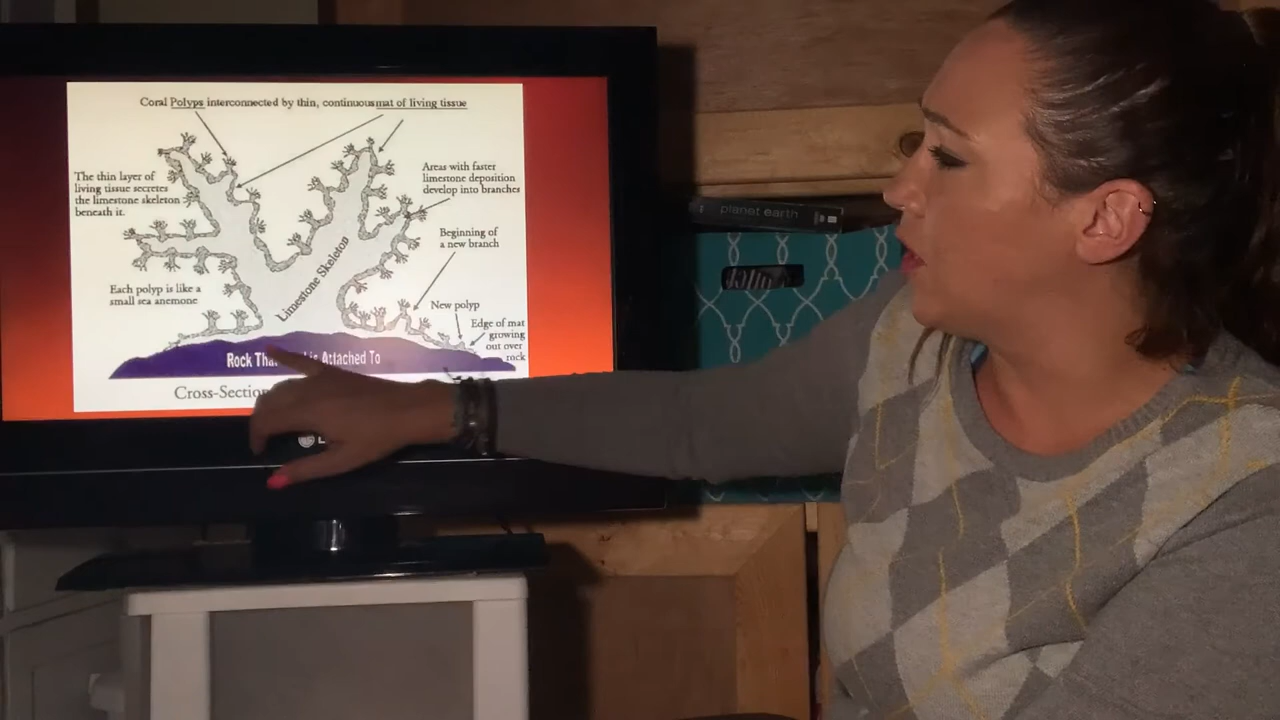 Coral Polyps interconnected by thin, continuous mat of living tissue
The thin layer of
living tissue secretes
the limestone skeleton
beneath it.
Areas with faster
limestone deposition
develop into branches
Beginning of
a new branch
Limestone Skeleton
Each polyp is like a
small sea anemone
New polyp
Edge of mat
growing
out over
rock
Rock Tha is Attached To
Cross-Section
planet earth